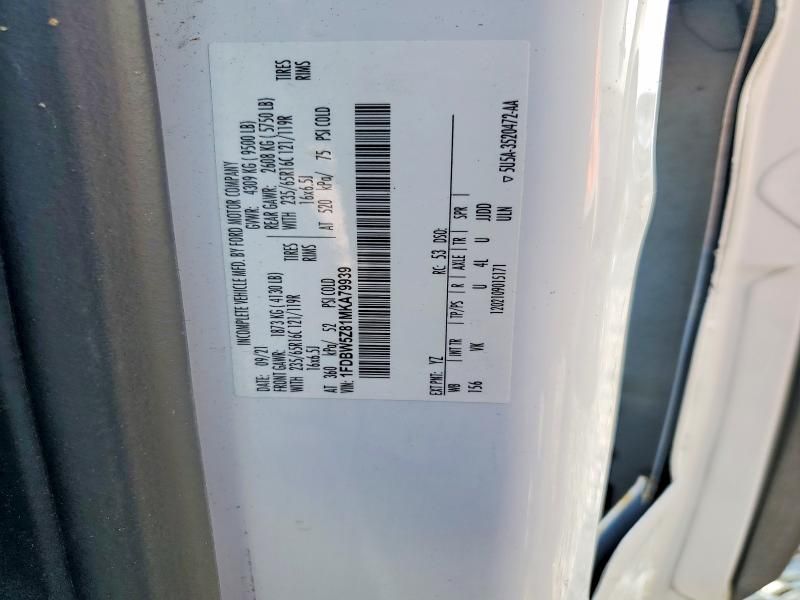 INCOMPLETE VEHICLE MFD. BY FORD MOTOR COMPANY
DATE: 09/21 GVWR: 4309 KG ( 9500 LB)
FRONT GAWR: 1873 KG ( 4130 LB) REAR GAWR: 2608 KG ( 5750 LB)
WITH 235/65R16C 121/119R TIRES WITH 235/65R16C 121/119R TIRES
16x6.5J RIMS 16x6.5J RIMS
AT 360 kPa/ 52 PSI COLD AT 520 kPa/ 75 PSI COLD
VIN: 1FDBW5Z81MKA79939
EXT PNT: YZ RC: 53 DSO:
WB INT TR TP/PS R AXLE TR SPR
156 VK U 4L U JJDD
1202109015171 ULN
5U5A-3520472-AA